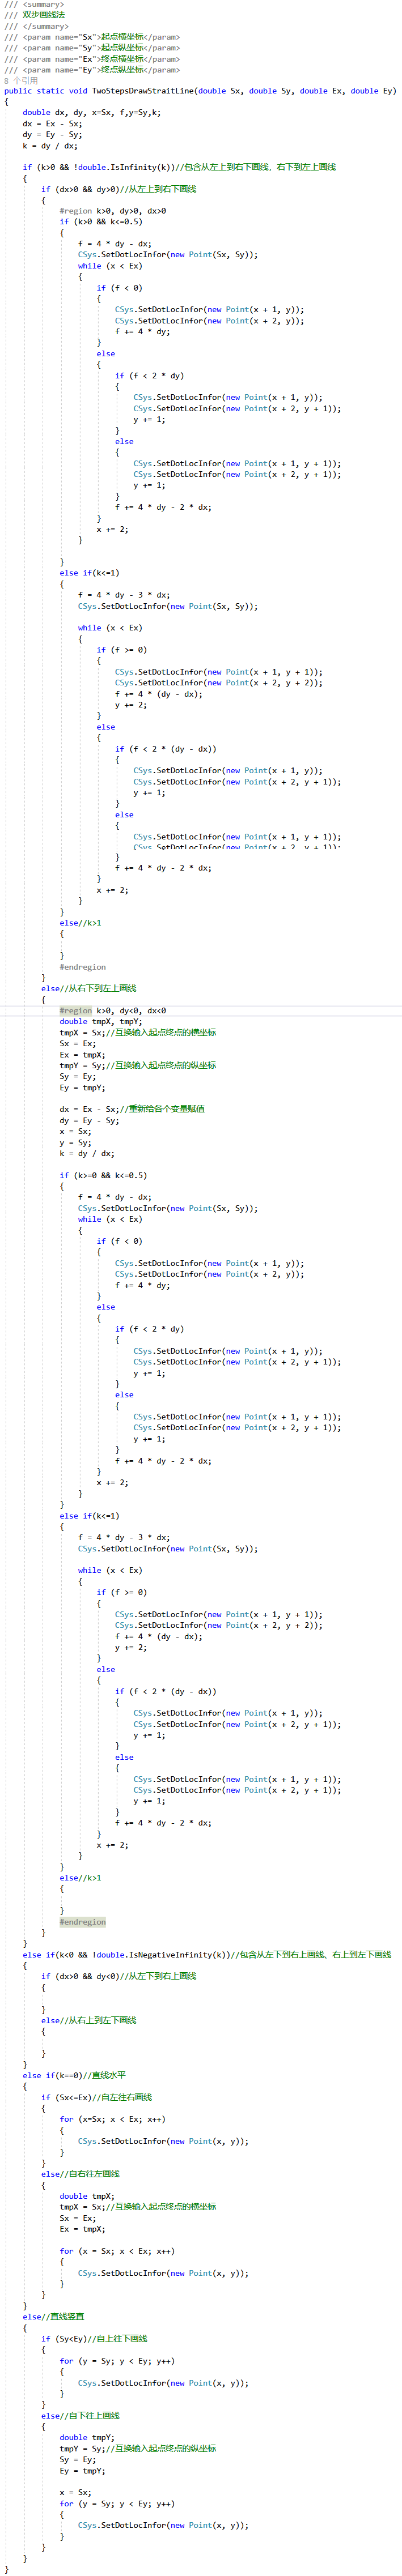 /// <summary>
/// 双步画线法
/// </summary>
/// <param name="Sx">起点横坐标</param>
/// <param name="Sy">起点纵坐标</param>
/// <param name="Ex">终点横坐标</param>
/// <param name="Ey">终点纵坐标</param>
8 个引用
public static void TwoStepsDrawStraitLine(double Sx, double Sy, double Ex, double Ey)
{
    double dx, dy, x=Sx, f,y=Sy,k;
    dx = Ex - Sx;
    dy = Ey - Sy;
    k = dy / dx;

    if (k>0 && !double.IsInfinity(k))//包含从左上到右下画线，右下到左上画线
    {
        if (dx>0 && dy>0)//从左上到右下画线
        {
            #region k>0, dy>0, dx>0
            if (k>0 && k<=0.5)
            {
                f = 4 * dy - dx;
                CSys.SetDotLocInfor(new Point(Sx, Sy));
                while (x < Ex)
                {
                    if (f < 0)
                    {
                        CSys.SetDotLocInfor(new Point(x + 1, y));
                        CSys.SetDotLocInfor(new Point(x + 2, y));
                        f += 4 * dy;
                    }
                    else
                    {
                        if (f < 2 * dy)
                        {
                            CSys.SetDotLocInfor(new Point(x + 1, y));
                            CSys.SetDotLocInfor(new Point(x + 2, y + 1));
                            y += 1;
                        }
                        else
                        {
                            CSys.SetDotLocInfor(new Point(x + 1, y + 1));
                            CSys.SetDotLocInfor(new Point(x + 2, y + 1));
                            y += 1;
                        }
                        f += 4 * dy - 2 * dx;
                    }
                    x += 2;
                }

            }
            else if(k<=1)
            {
                f = 4 * dy - 3 * dx;
                CSys.SetDotLocInfor(new Point(Sx, Sy));

                while (x < Ex)
                {
                    if (f >= 0)
                    {
                        CSys.SetDotLocInfor(new Point(x + 1, y + 1));
                        CSys.SetDotLocInfor(new Point(x + 2, y + 2));
                        f += 4 * (dy - dx);
                        y += 2;
                    }
                    else
                    {
                        if (f < 2 * (dy - dx))
                        {
                            CSys.SetDotLocInfor(new Point(x + 1, y));
                            CSys.SetDotLocInfor(new Point(x + 2, y + 1));
                            y += 1;
                        }
                        else
                        {
                            CSys.SetDotLocInfor(new Point(x + 1, y + 1));
                            CSys.SetDotLocInfor(new Point(x + 2, y + 1));
                        }
                        f += 4 * dy - 2 * dx;
                    }
                    x += 2;
                }
            }
            else//k>1
            {

            }
            #endregion
        }
        else//从右下到左上画线
        {
            #region k>0, dy<0, dx<0
            double tmpX, tmpY;
            tmpX = Sx;//互换输入起点终点的横坐标
            Sx = Ex;
            Ex = tmpX;
            tmpY = Sy;//互换输入起点终点的纵坐标
            Sy = Ey;
            Ey = tmpY;

            dx = Ex - Sx;//重新给各个变量赋值
            dy = Ey - Sy;
            x = Sx;
            y = Sy;
            k = dy / dx;

            if (k>=0 && k<=0.5)
            {
                f = 4 * dy - dx;
                CSys.SetDotLocInfor(new Point(Sx, Sy));
                while (x < Ex)
                {
                    if (f < 0)
                    {
                        CSys.SetDotLocInfor(new Point(x + 1, y));
                        CSys.SetDotLocInfor(new Point(x + 2, y));
                        f += 4 * dy;
                    }
                    else
                    {
                        if (f < 2 * dy)
                        {
                            CSys.SetDotLocInfor(new Point(x + 1, y));
                            CSys.SetDotLocInfor(new Point(x + 2, y + 1));
                            y += 1;
                        }
                        else
                        {
                            CSys.SetDotLocInfor(new Point(x + 1, y + 1));
                            CSys.SetDotLocInfor(new Point(x + 2, y + 1));
                            y += 1;
                        }
                        f += 4 * dy - 2 * dx;
                    }
                    x += 2;
                }
            }
            else if(k<=1)
            {
                f = 4 * dy - 3 * dx;
                CSys.SetDotLocInfor(new Point(Sx, Sy));

                while (x < Ex)
                {
                    if (f >= 0)
                    {
                        CSys.SetDotLocInfor(new Point(x + 1, y + 1));
                        CSys.SetDotLocInfor(new Point(x + 2, y + 2));
                        f += 4 * (dy - dx);
                        y += 2;
                    }
                    else
                    {
                        if (f < 2 * (dy - dx))
                        {
                            CSys.SetDotLocInfor(new Point(x + 1, y));
                            CSys.SetDotLocInfor(new Point(x + 2, y + 1));
                            y += 1;
                        }
                        else
                        {
                            CSys.SetDotLocInfor(new Point(x + 1, y + 1));
                            CSys.SetDotLocInfor(new Point(x + 2, y + 1));
                            y += 1;
                        }
                        f += 4 * dy - 2 * dx;
                    }
                    x += 2;
                }
            }
            else//k>1
            {

            }
            #endregion
        }
    }
    else if(k<0 && !double.IsNegativeInfinity(k))//包含从左下到右上画线、右上到左下画线
    {
        if (dx>0 && dy<0)//从左下到右上画线
        {

        }
        else//从右上到左下画线
        {

        }
    }
    else if(k==0)//直线水平
    {
        if (Sx<=Ex)//自左往右画线
        {
            for (x=Sx; x < Ex; x++)
            {
                CSys.SetDotLocInfor(new Point(x, y));
            }
        }
        else//自右往左画线
        {
            double tmpX;
            tmpX = Sx;//互换输入起点终点的横坐标
            Sx = Ex;
            Ex = tmpX;

            for (x = Sx; x < Ex; x++)
            {
                CSys.SetDotLocInfor(new Point(x, y));
            }
        }
    }
    else//直线竖直
    {
        if (Sy<Ey)//自上往下画线
        {
            for (y = Sy; y < Ey; y++)
            {
                CSys.SetDotLocInfor(new Point(x, y));
            }
        }
        else//自下往上画线
        {
            double tmpY;
            tmpY = Sy;//互换输入起点终点的纵坐标
            Sy = Ey;
            Ey = tmpY;

            x = Sx;
            for (y = Sy; y < Ey; y++)
            {
                CSys.SetDotLocInfor(new Point(x, y));
            }
        }
    }
}